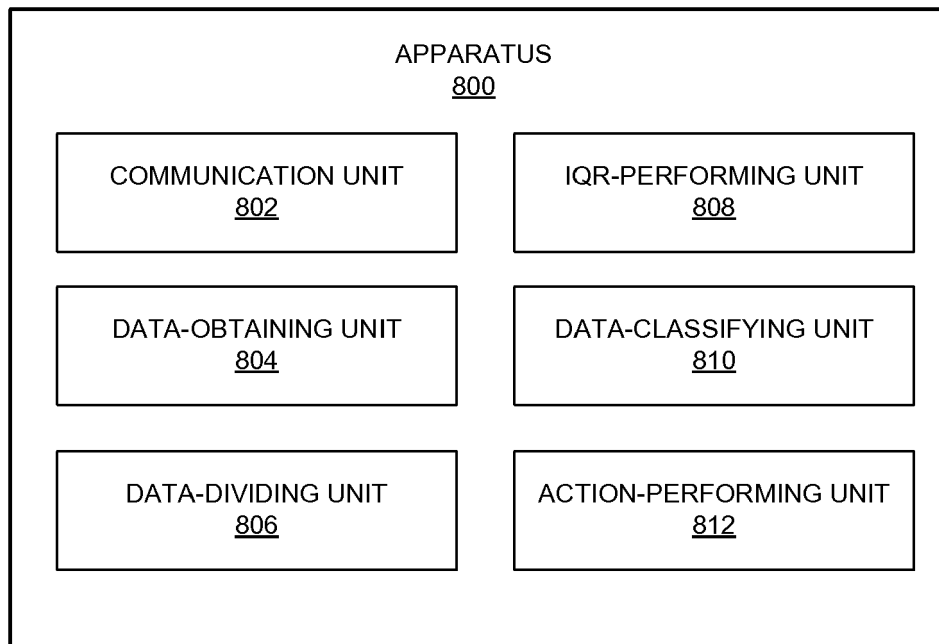 APPARATUS
800
COMMUNICATION UNIT
802
IQR-PERFORMING UNIT
808
DATA-OBTAINING UNIT
804
DATA-CLASSIFYING UNIT
810
DATA-DIVIDING UNIT
806
ACTION-PERFORMING UNIT
812